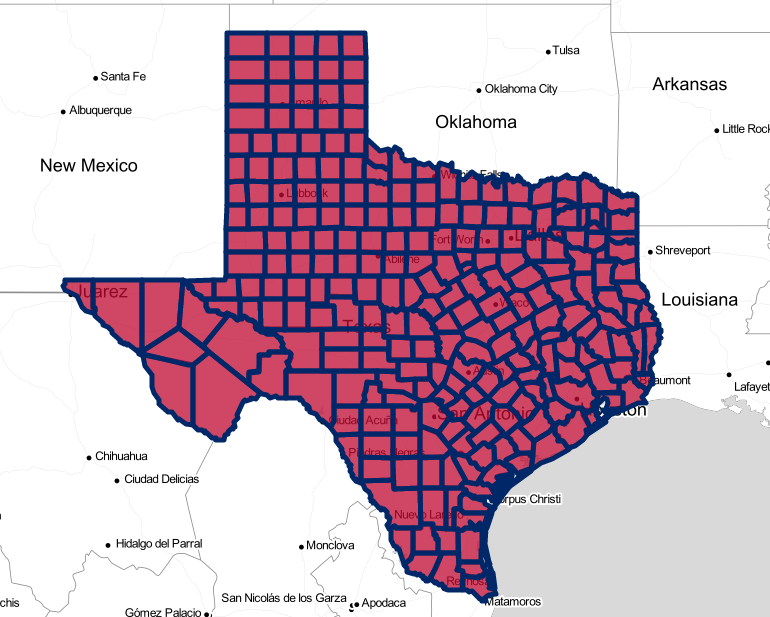 Tulsa
Santa Fe
Arkansas
Oklahoma City
Amarillo
Albuquerque
Oklahoma
Little Rock
New Mexico
Wichita Falls
Lubbock
Fort Worth
Dallas
Shreveport
Abilene
Juarez
Louisiana
Waco
Texas
Austin
Beaumont
Lafayet
San Antonio
Houston
Ciudad Acuña
Piedras Negras
Chihuahua
Ciudad Delicias
Corpus Christi
Nuevo Laredo
Hidalgo del Parral
Monclova
Reynosa
chis
San Nicolás de los Garza
Apodaca
Matamoros
Gómez Palacio